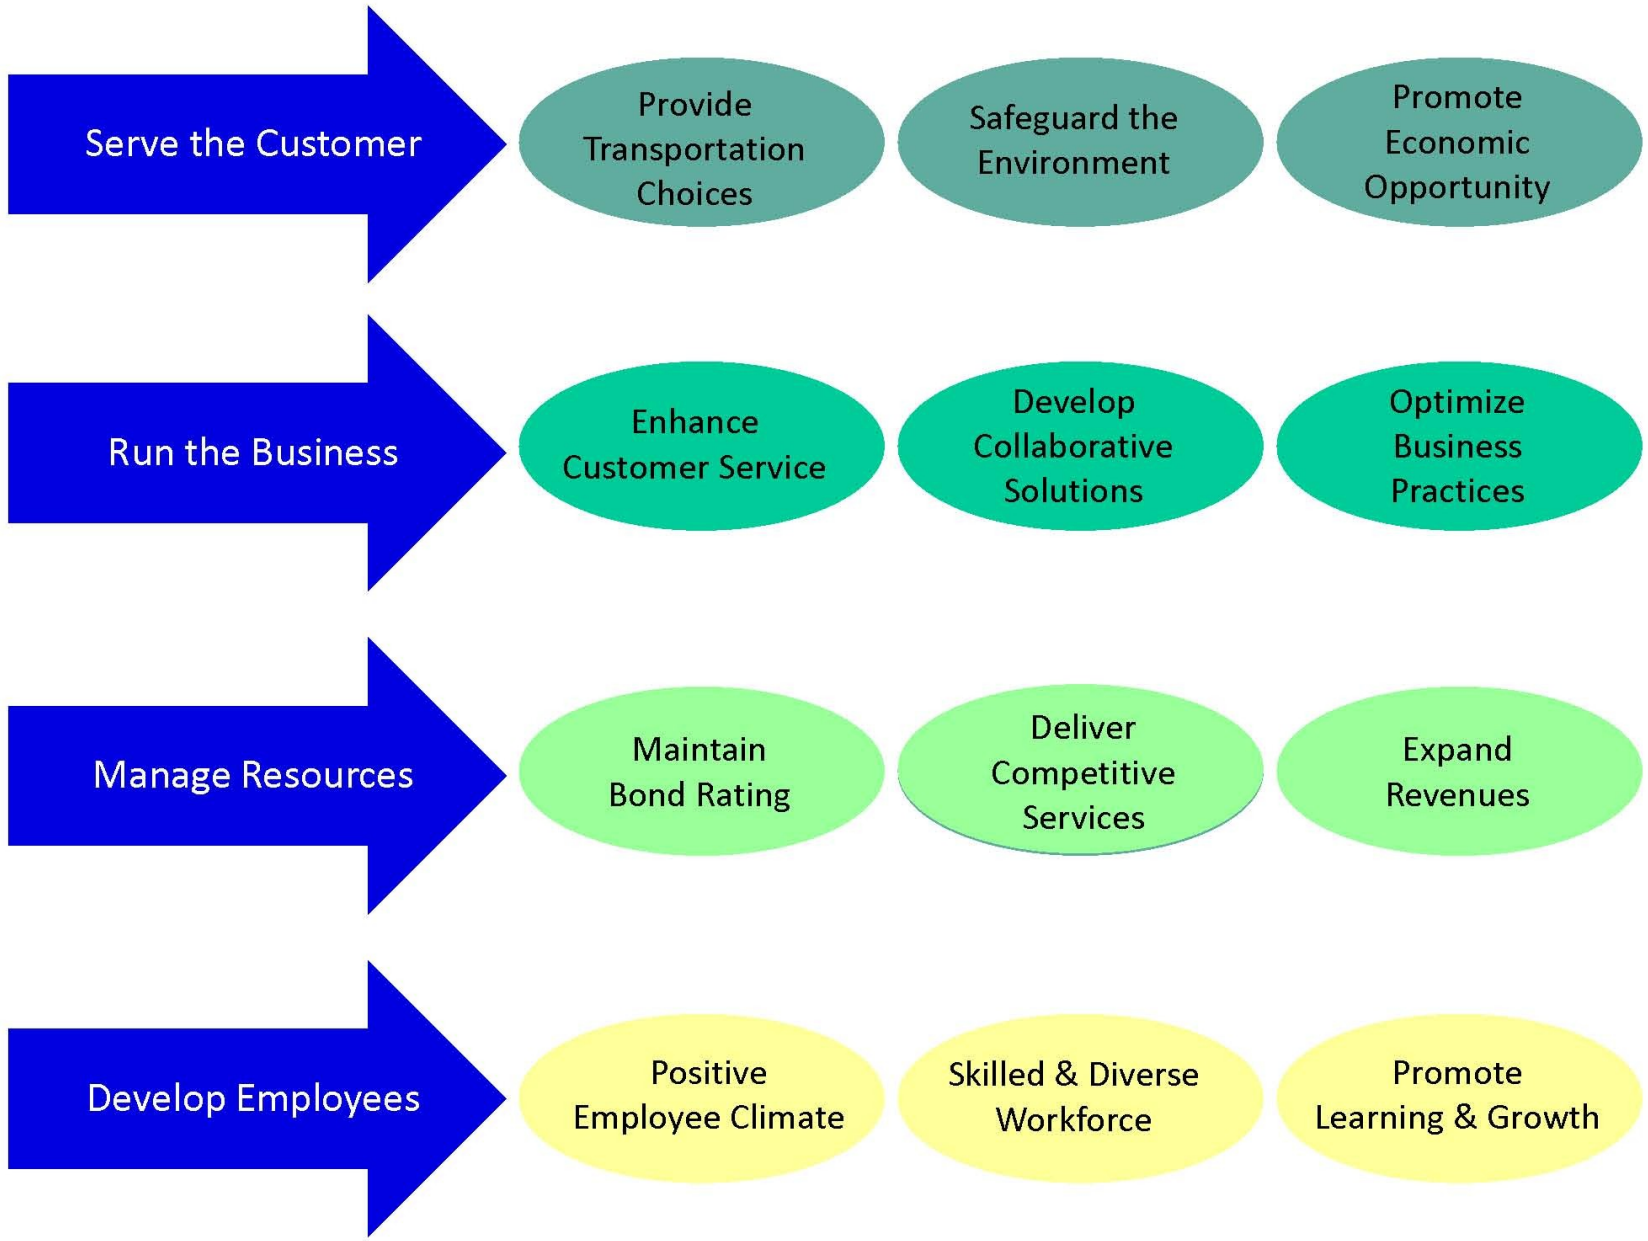 Serve the Customer
Provide
Transportation
Choices
Safeguard the
Environment
Promote
Economic
Opportunity
Run the Business
Enhance
Customer Service
Develop
Collaborative
Solutions
Optimize
Business
Practices
Manage Resources
Maintain
Bond Rating
Deliver
Competitive
Services
Expand
Revenues
Develop Employees
Positive
Employee Climate
Skilled & Diverse
Workforce
Promote
Learning & Growth